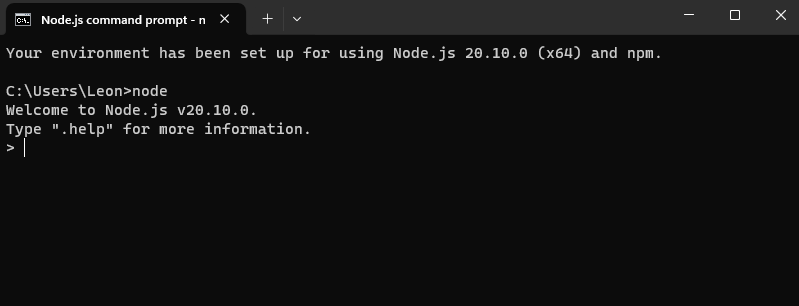 Node.js command prompt - n
Your environment has been set up for using Node.js 20.10.0 (x64) and npm.
C:\Users\Leon>node
Welcome to Node.js v20.10.0.
Type ".help" for more information.
>